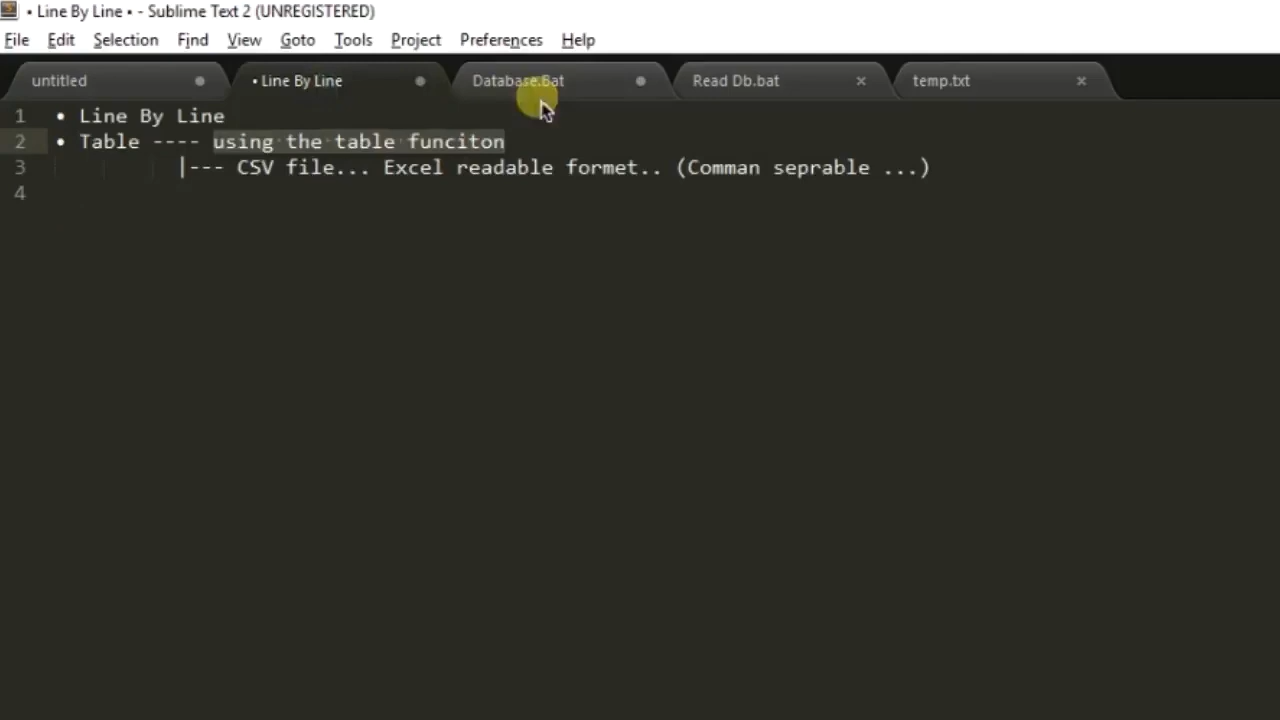 • Line By Line • - Sublime Text 2 (UNREGISTERED)
File Edit Selection Find View Goto Tools Project Preferences Help
untitled • Line By Line Database.Bat Read Db.bat temp.txt
1 • Line By Line
2 • Table ---- using the table funciton
3 |--- CSV file... Excel readable formet.. (Comman seprable ...)
4